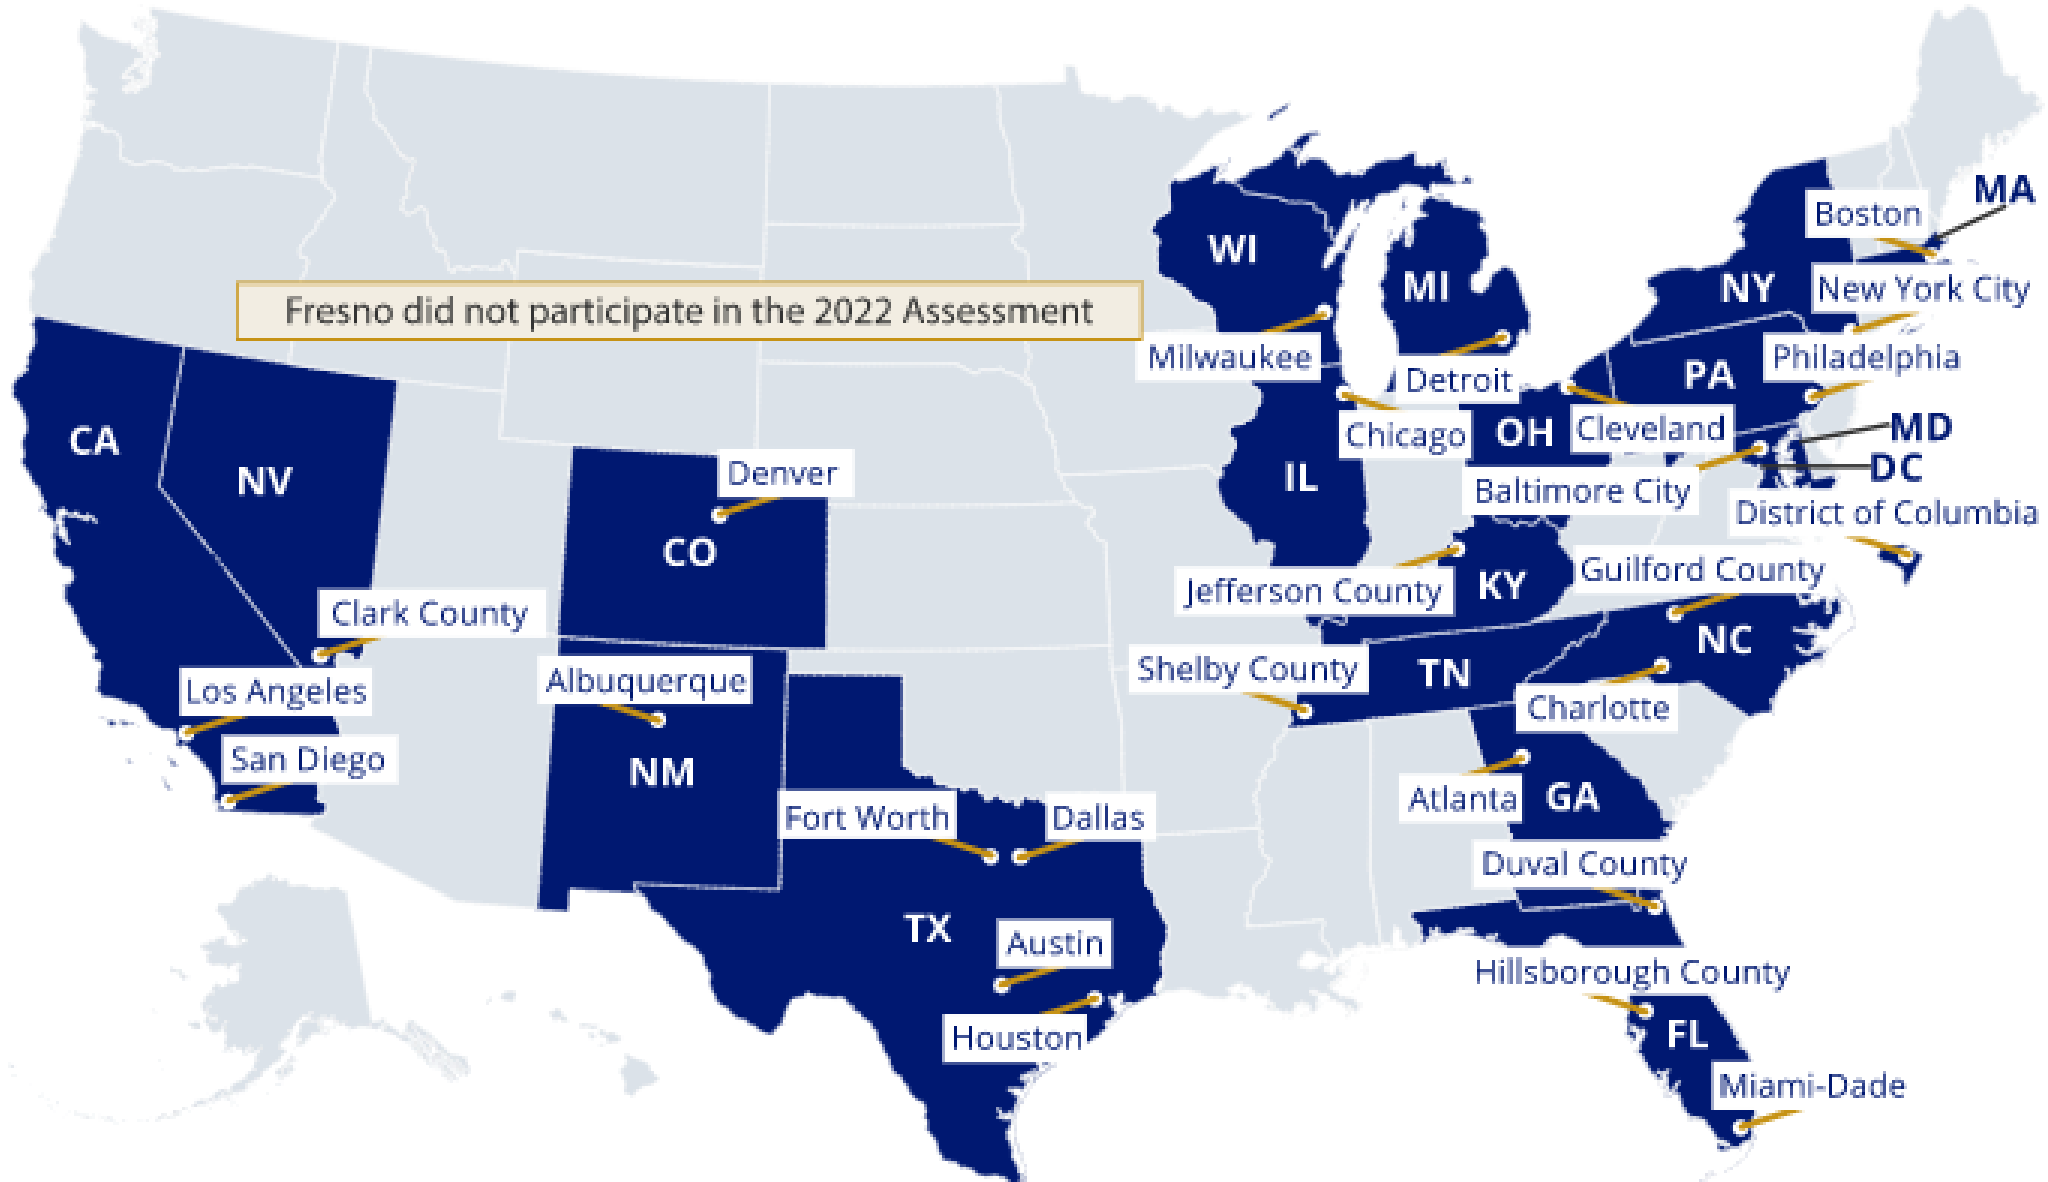 MA
Boston
WI
MI
NY
New York City
Fresno did not participate in the 2022 Assessment
Milwaukee
Detroit
PA
Philadelphia
CA
Chicago
OH
Cleveland
MD
NV
Denver
IL
Baltimore City
DC
District of Columbia
CO
Jefferson County
KY
Guilford County
Clark County
NC
Los Angeles
Albuquerque
Shelby County
TN
Charlotte
San Diego
NM
Fort Worth
Dallas
Atlanta
GA
Duval County
TX
Austin
Hillsborough County
Houston
FL
Miami-Dade